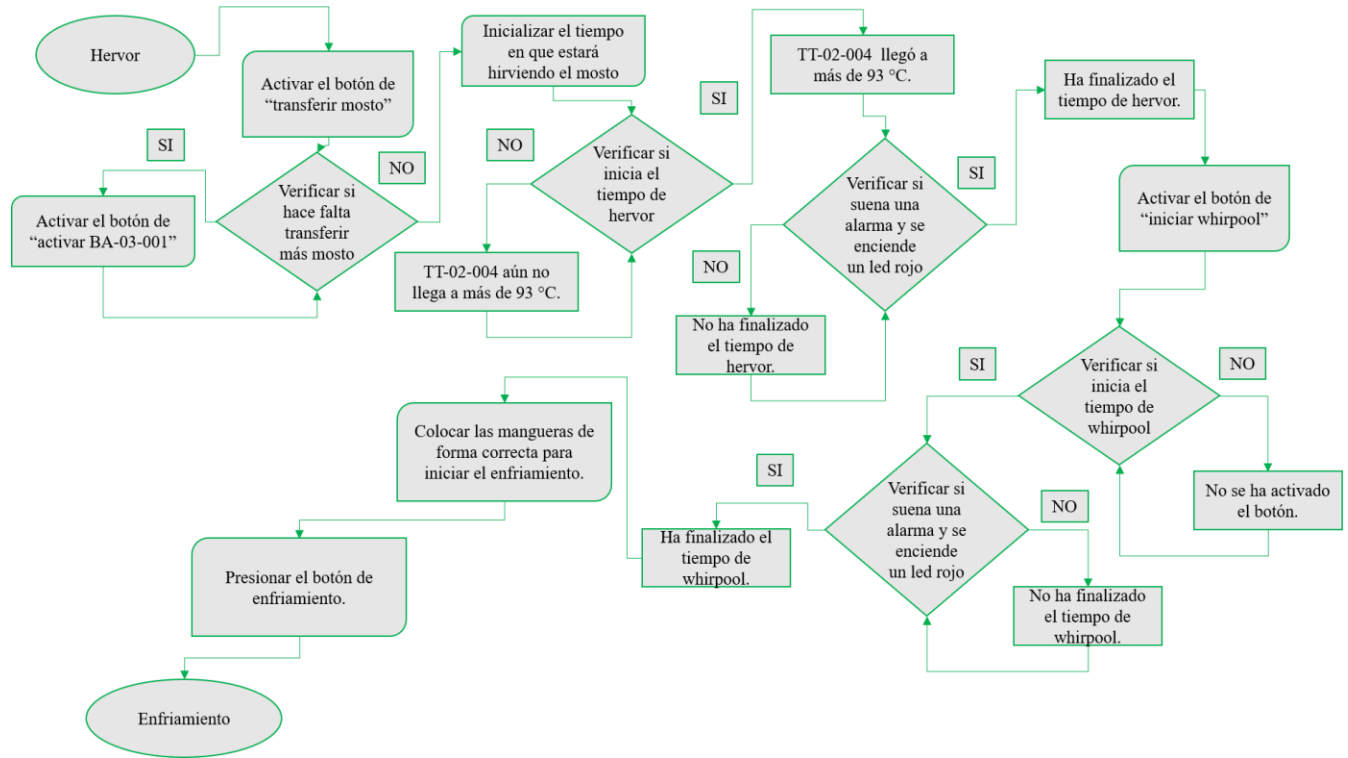 Hervor
Activar el botón de
“transferir mosto”
SI
Verificar si
hace falta
transferir
más mosto
NO
Activar el botón de
“activar BA-03-001”
Inicializar el tiempo
en que estará
hirviendo el mosto
NO
Verificar si
inicia el
tiempo de
hervor
SI
TT-02-004 aún no
llega a más de 93 °C.
TT-02-004 llegó a
más de 93 °C.
Verificar si
suena una
alarma y se
enciende
un led rojo
SI
NO
No ha finalizado
el tiempo de
hervor.
Ha finalizado el
tiempo de hervor.
Activar el botón de
“iniciar whirpool”
SI
Verificar si
inicia el
tiempo de
whirpool
NO
No se ha activado
el botón.
SI
Verificar si
suena una
alarma y se
enciende
un led rojo
NO
No ha finalizado
el tiempo de
whirpool.
Ha finalizado el
tiempo de
whirpool.
Colocar las mangueras de
forma correcta para
iniciar el enfriamiento.
Presionar el botón de
enfriamiento.
Enfriamiento